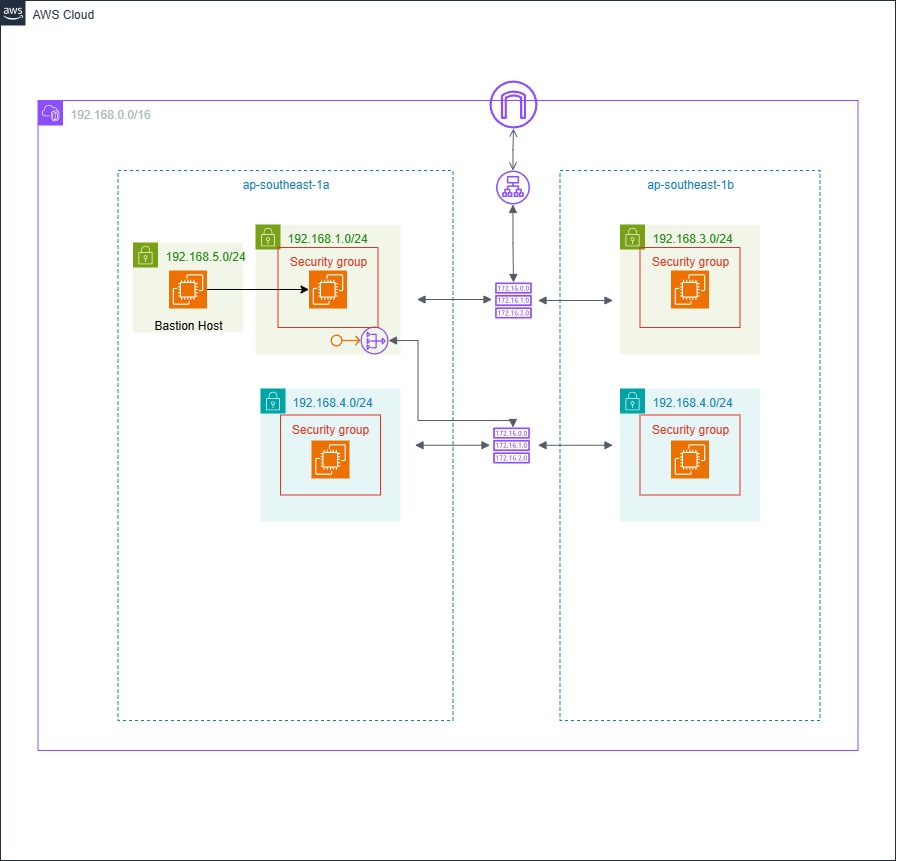 aws
AWS Cloud
192.168.0.0/16
ap-southeast-1a
ap-southeast-1b
192.168.5.0/24
192.168.1.0/24
192.168.3.0/24
Security group
Security group
Bastion Host
172.16.0.0
172.16.1.0
172.16.2.0
192.168.4.0/24
192.168.4.0/24
Security group
Security group
172.16.0.0
172.16.1.0
172.16.2.0